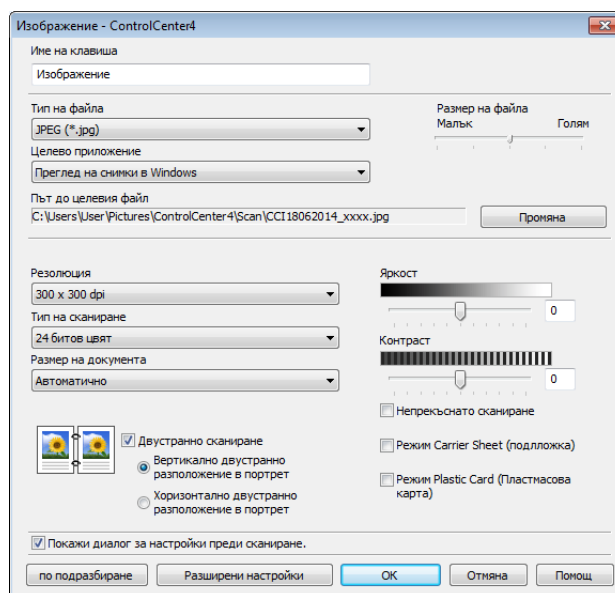 Изображение - ControlCenter4
Име на клавиша
Изображение
Тип на файла
JPEG (*.jpg)
Размер на файла
Малък Голям
Целево приложение
Преглед на снимки в Windows
Път до целевия файл
C:\Users\User\Pictures\ControlCenter4\Scan\CCI18062014_xxxx.jpg
Промяна
Резолюция
300 x 300 dpi
Тип на сканиране
24 битов цвят
Размер на документа
Автоматично
Яркост
0
Контраст
0
Непрекъснато сканиране
Режим Carrier Sheet (подлложка)
Режим Plastic Card (Пластмасова
карта)
Двустранно сканиране
Вертикално двустранно
разположение в портрет
Хоризонтално двустранно
разположение в портрет
Покажи диалог за настройки преди сканиране.
по подразбиране Разширени настройки OK Отмяна Помощ